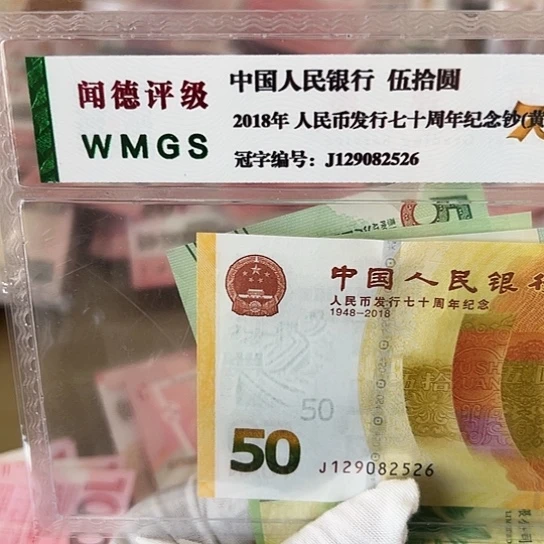 闻德评级
WMGS
中国人民银行 伍拾圆
2018年 人民币发行七十周年纪念钞(黄
冠字编号：J129082526
中国人民银行
人民币发行七十周年纪念
1948-2018
伍拾
50
50
J129082526